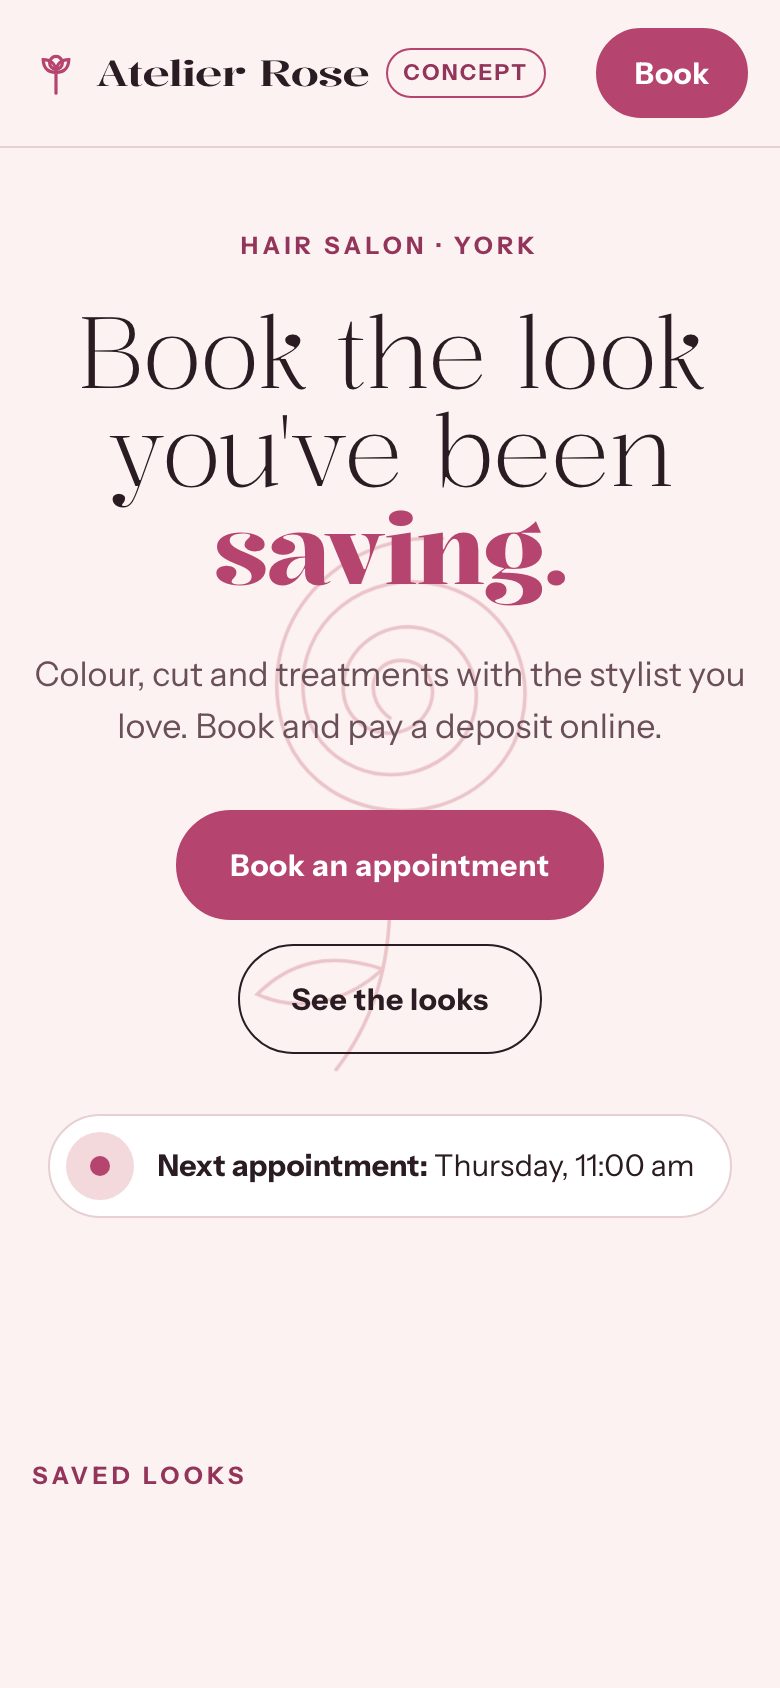 Atelier Rose CONCEPT Book
HAIR SALON · YORK
Book the look
you've been
saving.
Colour, cut and treatments with the stylist you
love. Book and pay a deposit online.
Book an appointment
See the looks
Next appointment: Thursday, 11:00 am
SAVED LOOKS